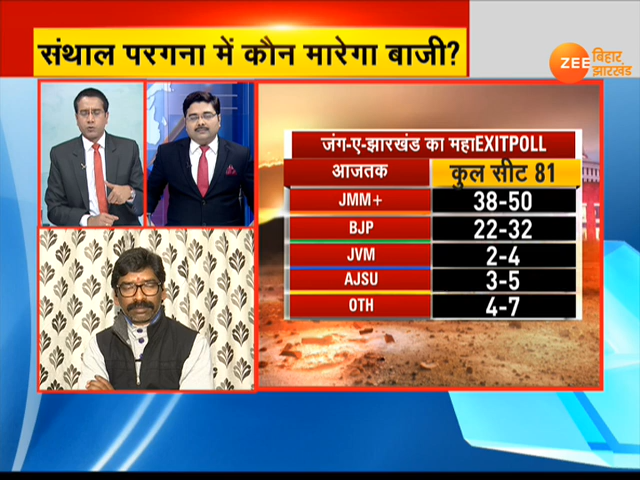 संथाल परगना में कौन मारेगा बाजी?
ZEE बिहार झारखंड
जंग-ए-झारखंड का महाEXITPOLL
आजतक कुल सीट 81
JMM+ 38-50
BJP 22-32
JVM 2-4
AJSU 3-5
OTH 4-7